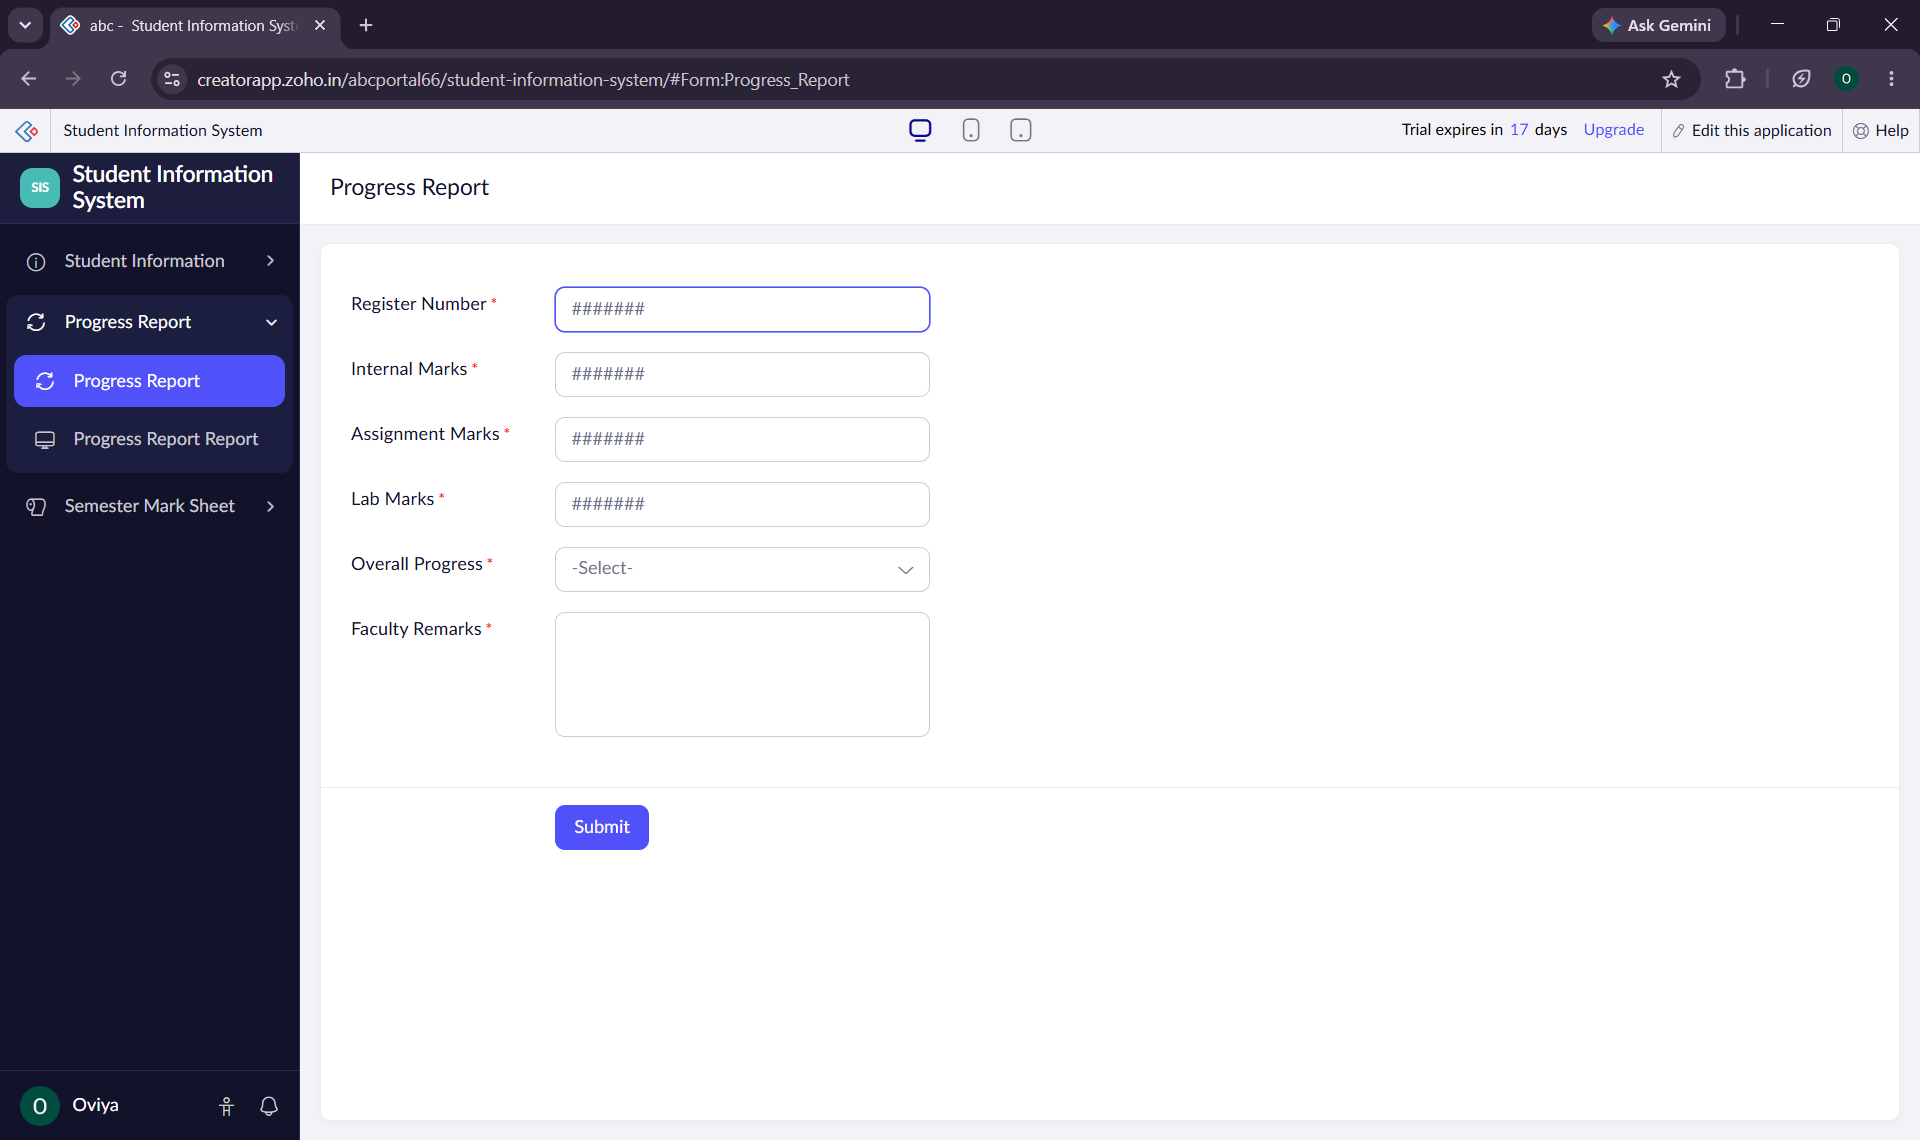 abc - Student Information Syst
Ask Gemini
creatorapp.zoho.in/abcportal66/student-information-system/#Form:Progress_Report
O
Student Information System
Trial expires in 17 days Upgrade
Edit this application
Help
SIS
Student Information
System
Progress Report
Student Information
Progress Report
Progress Report
Progress Report Report
Semester Mark Sheet
Register Number *
#######
Internal Marks *
#######
Assignment Marks *
#######
Lab Marks *
#######
Overall Progress *
-Select-
Faculty Remarks *
Submit
O
Oviya